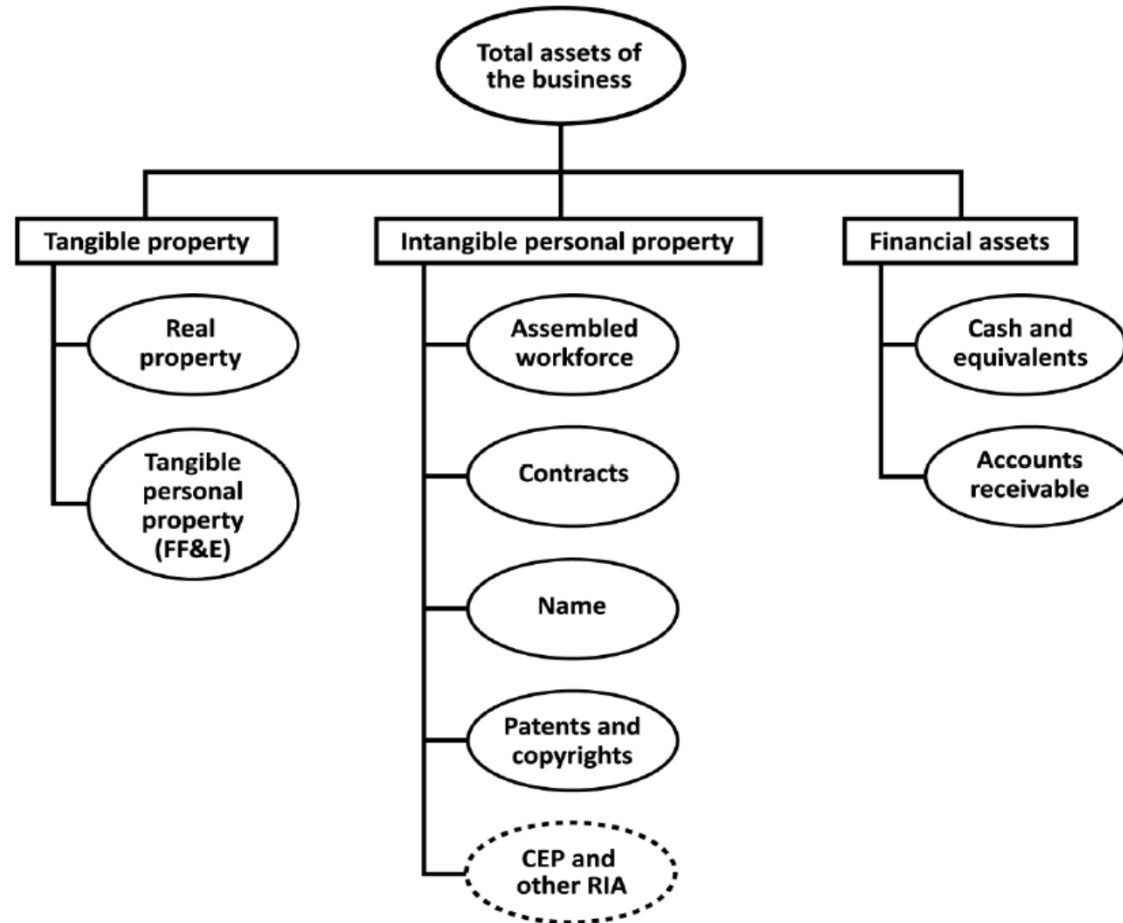 Total assets of
the business
Tangible property
Intangible personal property
Financial assets
Real
property
Assembled
workforce
Cash and
equivalents
Tangible
personal
property
(FF&E)
Contracts
Accounts
receivable
Name
Patents and
copyrights
CEP and
other RIA